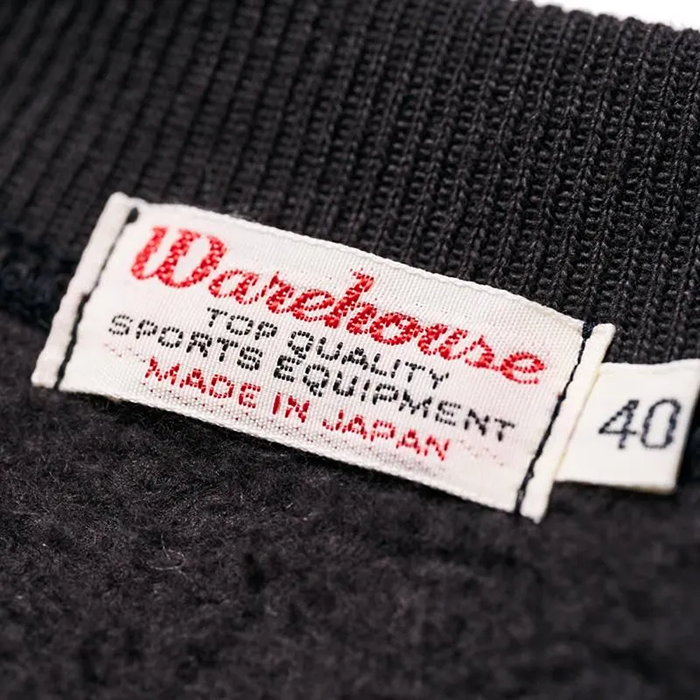 Warehouse
TOP QUALITY
SPORTS EQUIPMENT
MADE IN JAPAN
40